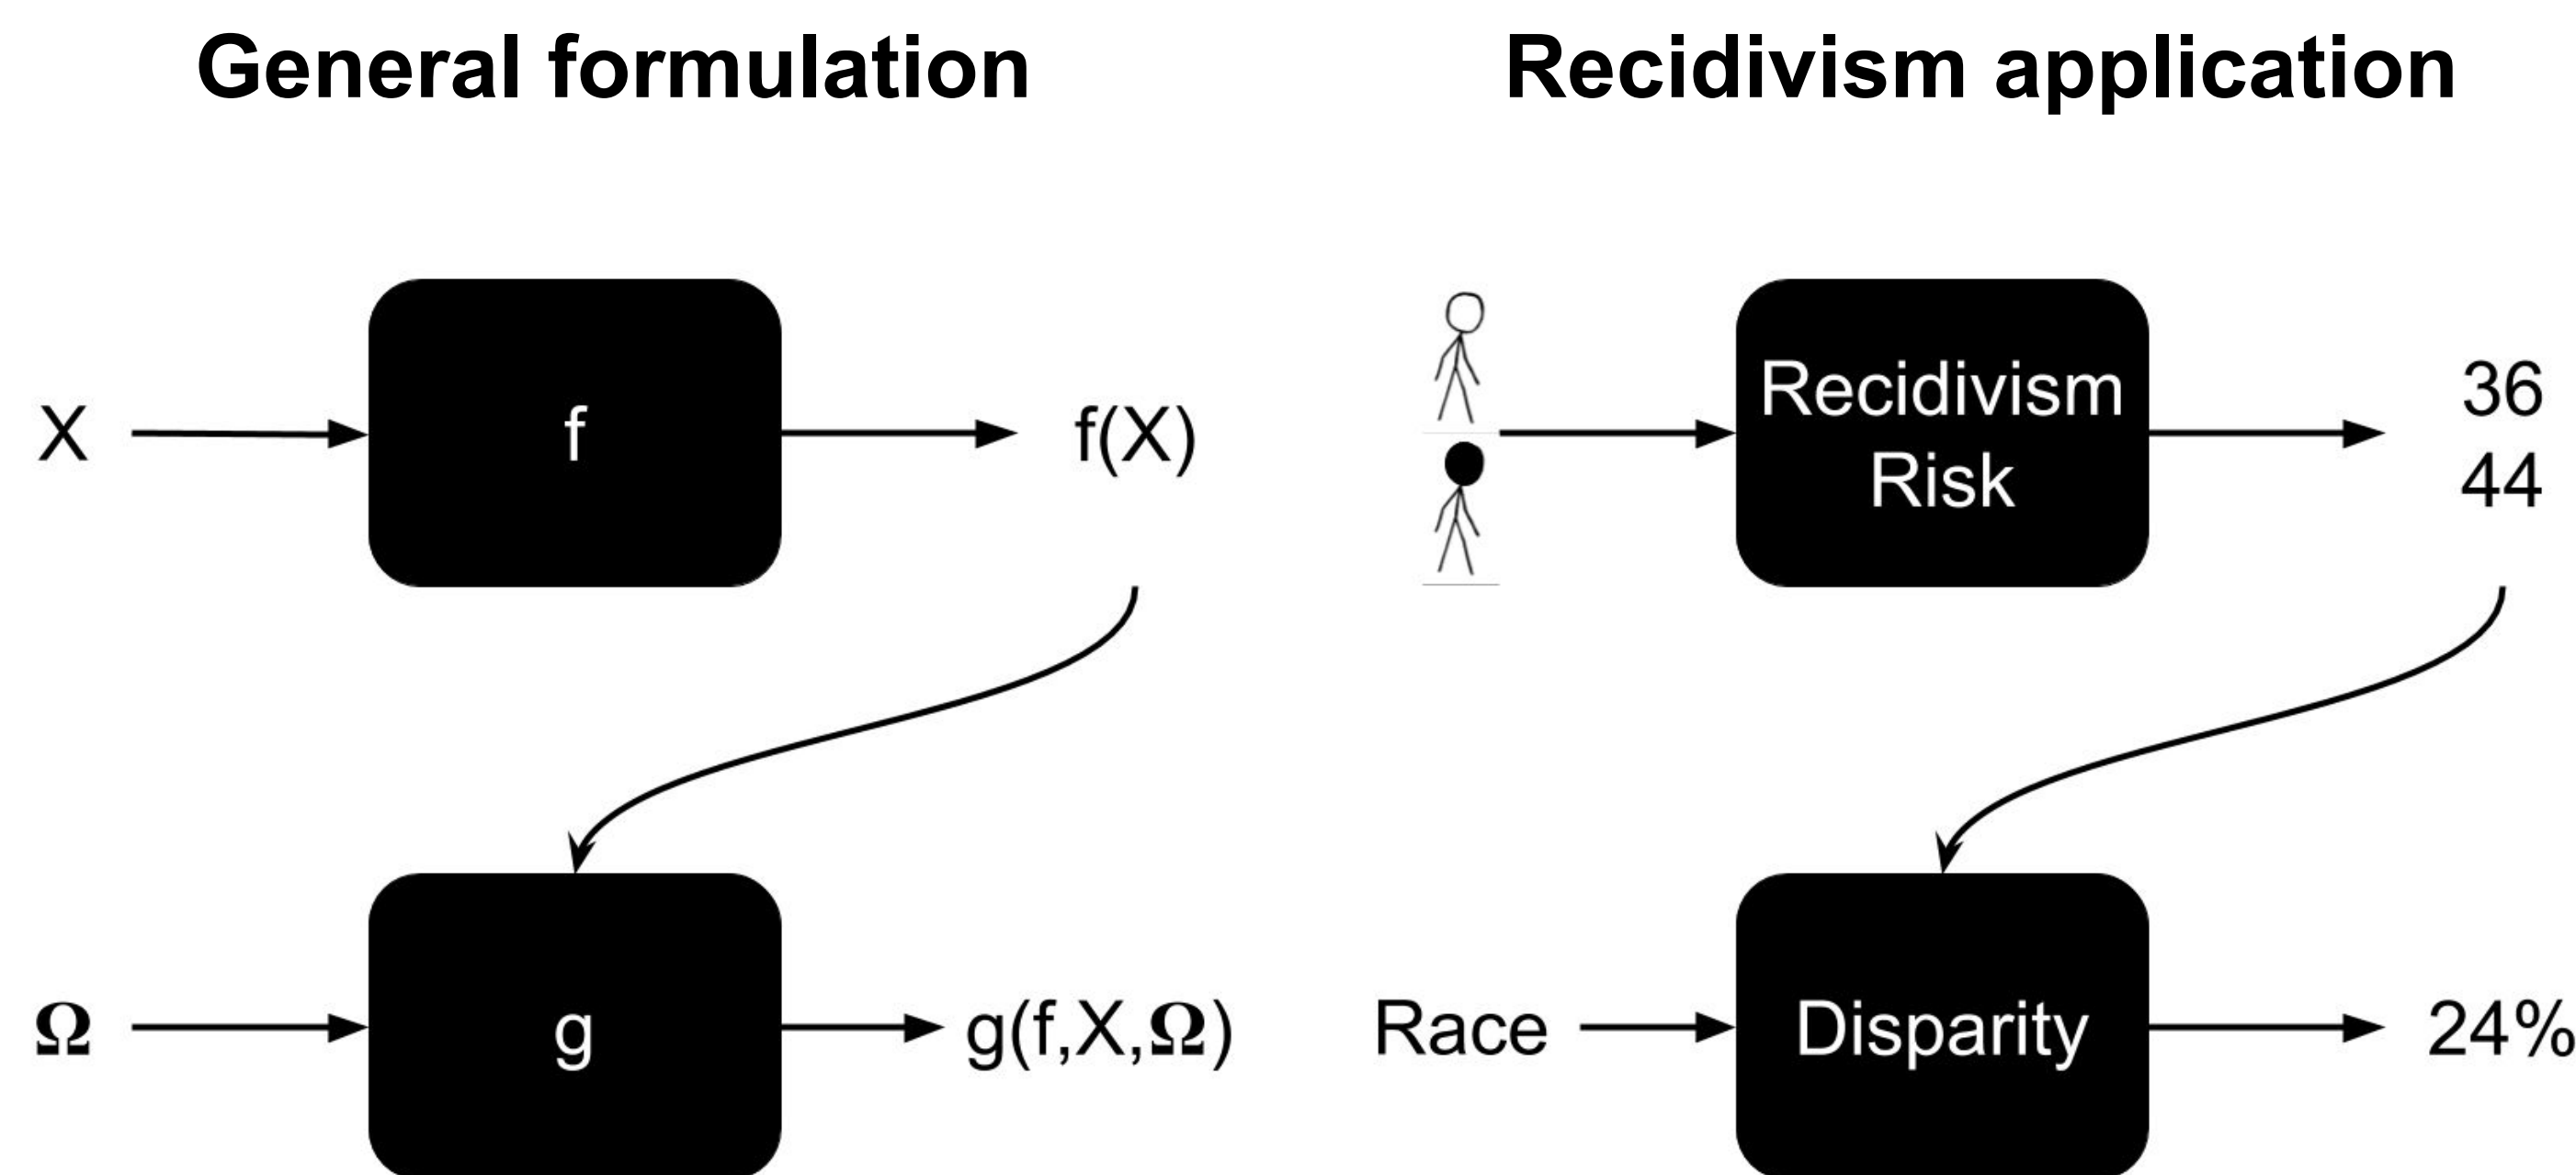 General formulation
X
f
f(X)
Ω
g
g(f,X,Ω)
Recidivism application
Recidivism
Risk
36
44
Race
Disparity
24%